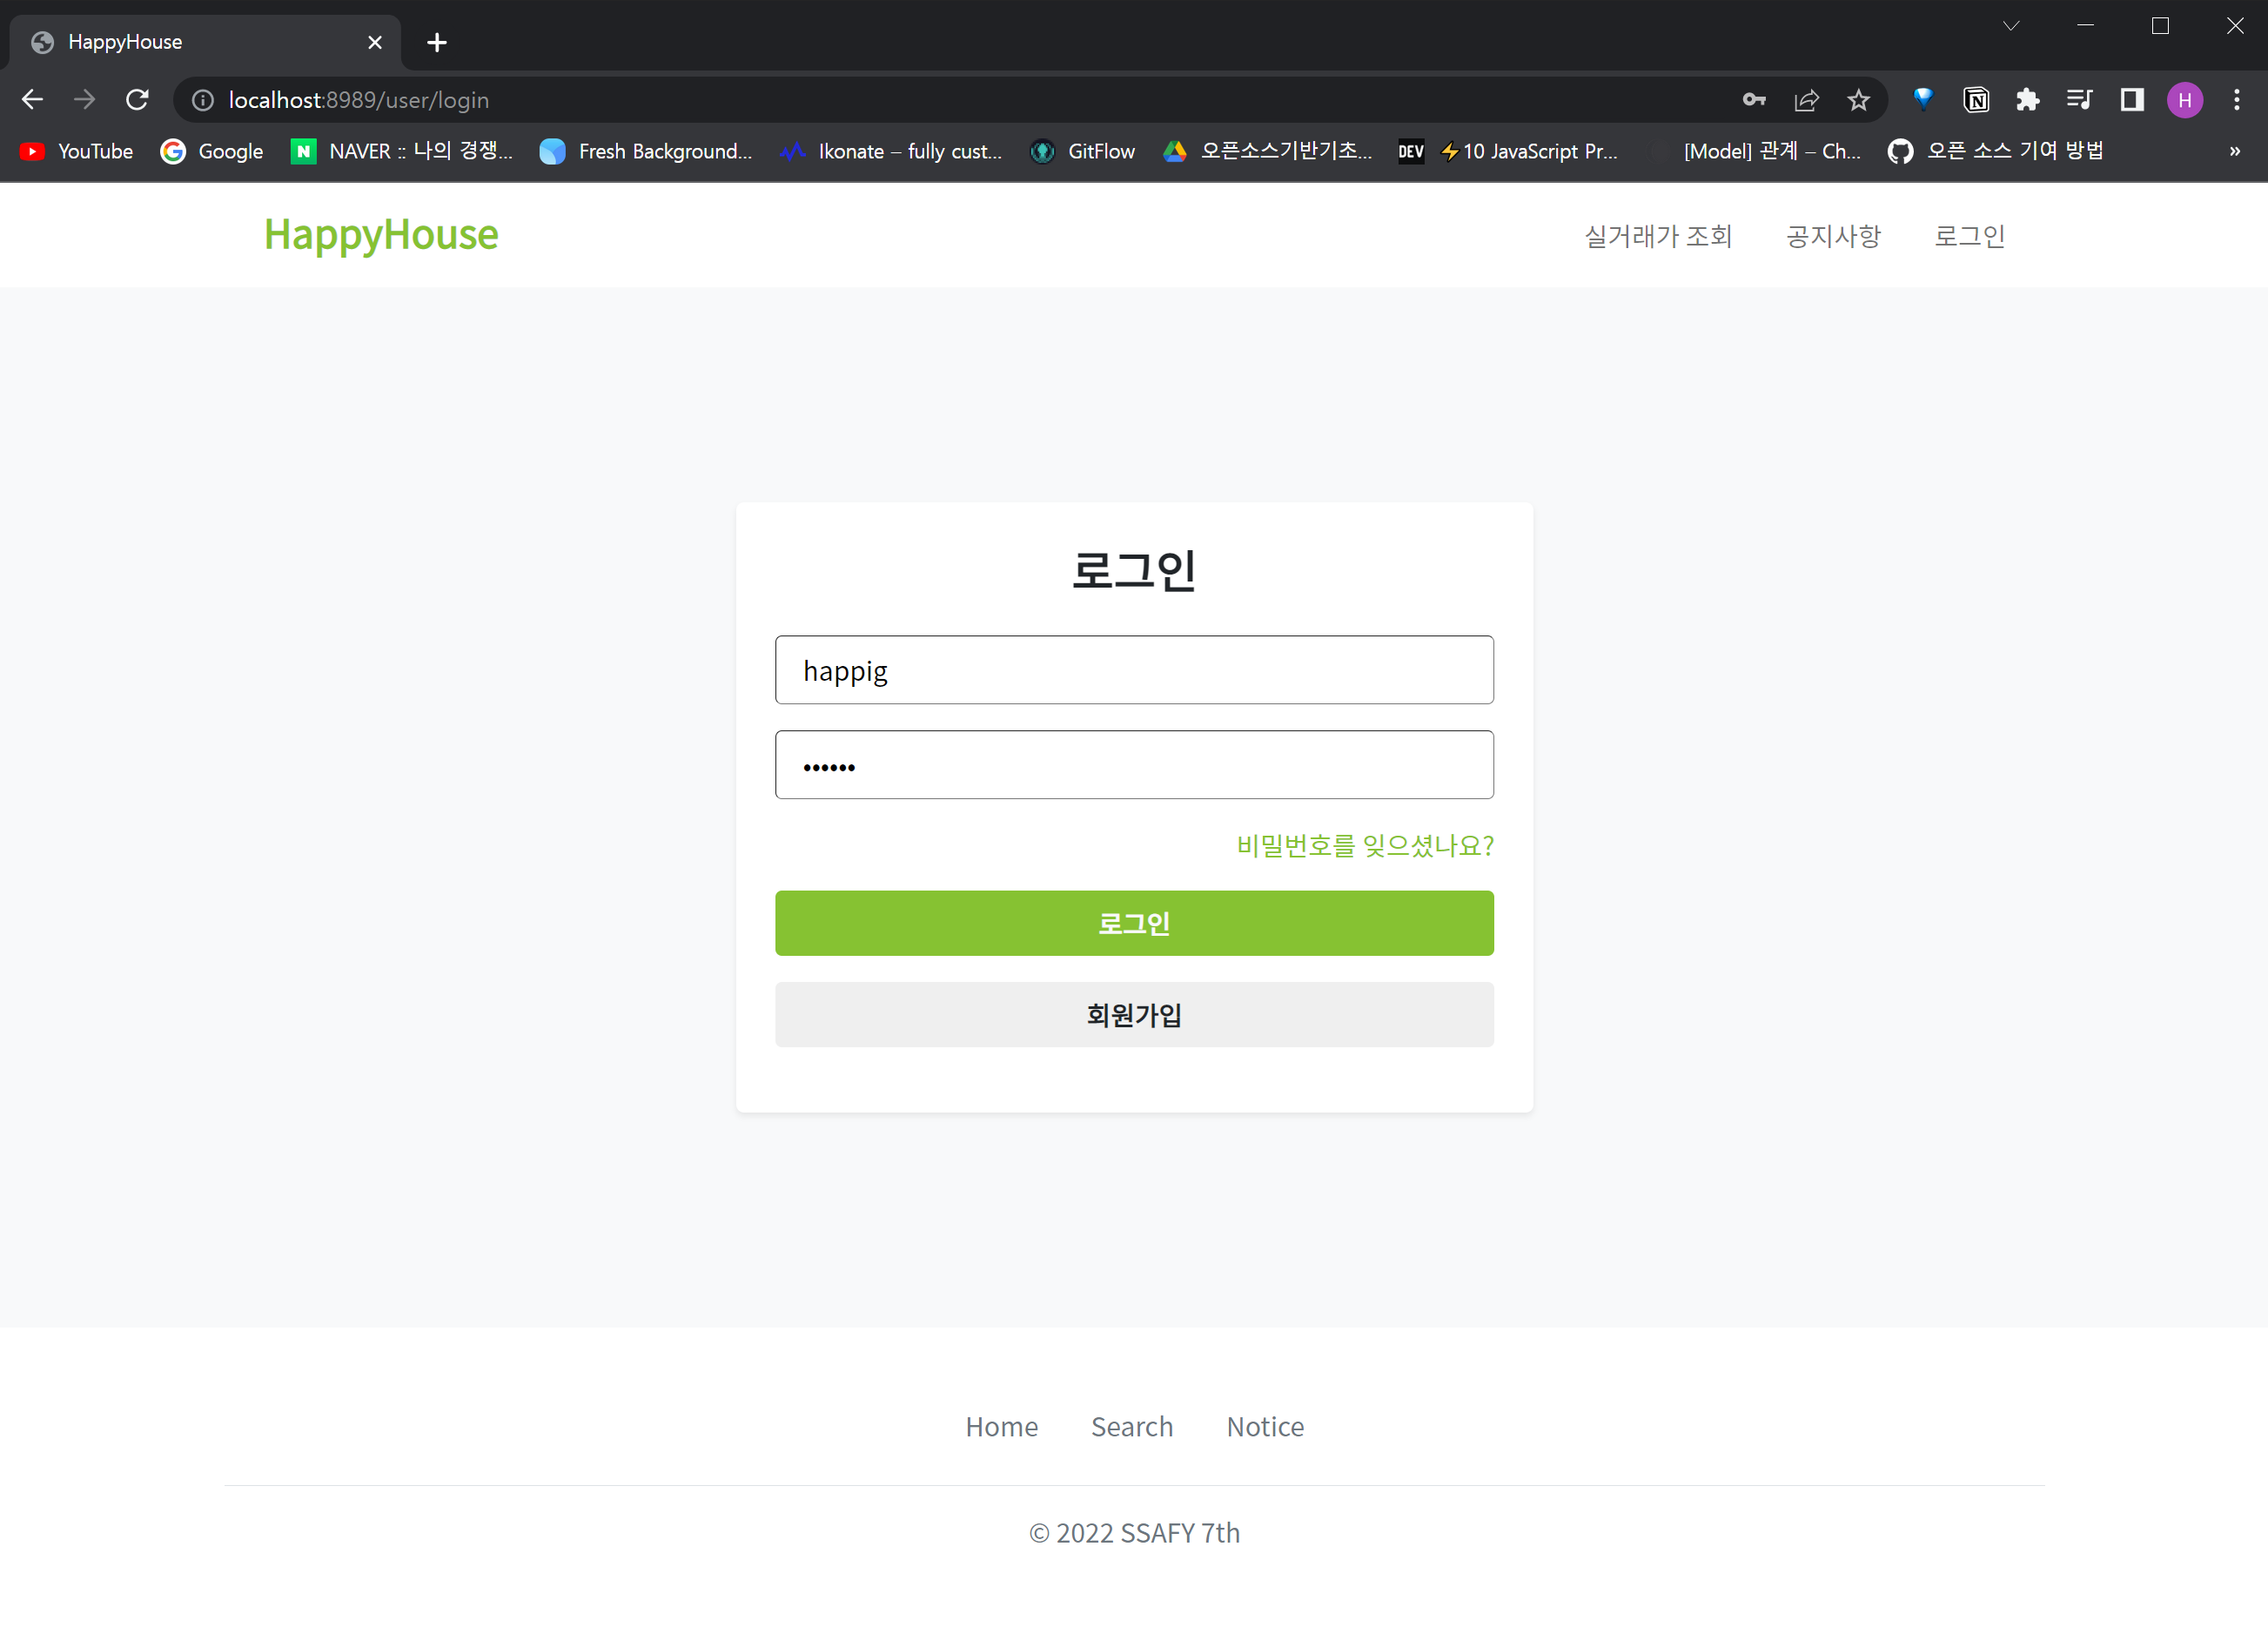 HappyHouse
localhost:8989/user/login
H
YouTube Google NAVER :: 나의 경쟁... Fresh Background... Ikonate – fully cust... GitFlow 오픈소스기반기초... DEV ⚡10 JavaScript Pr... [Model] 관계 – Ch... 오픈 소스 기여 방법 »
HappyHouse 실거래가 조회 공지사항 로그인
로그인
happig
••••••
비밀번호를 잊으셨나요?
로그인
회원가입
Home Search Notice
© 2022 SSAFY 7th